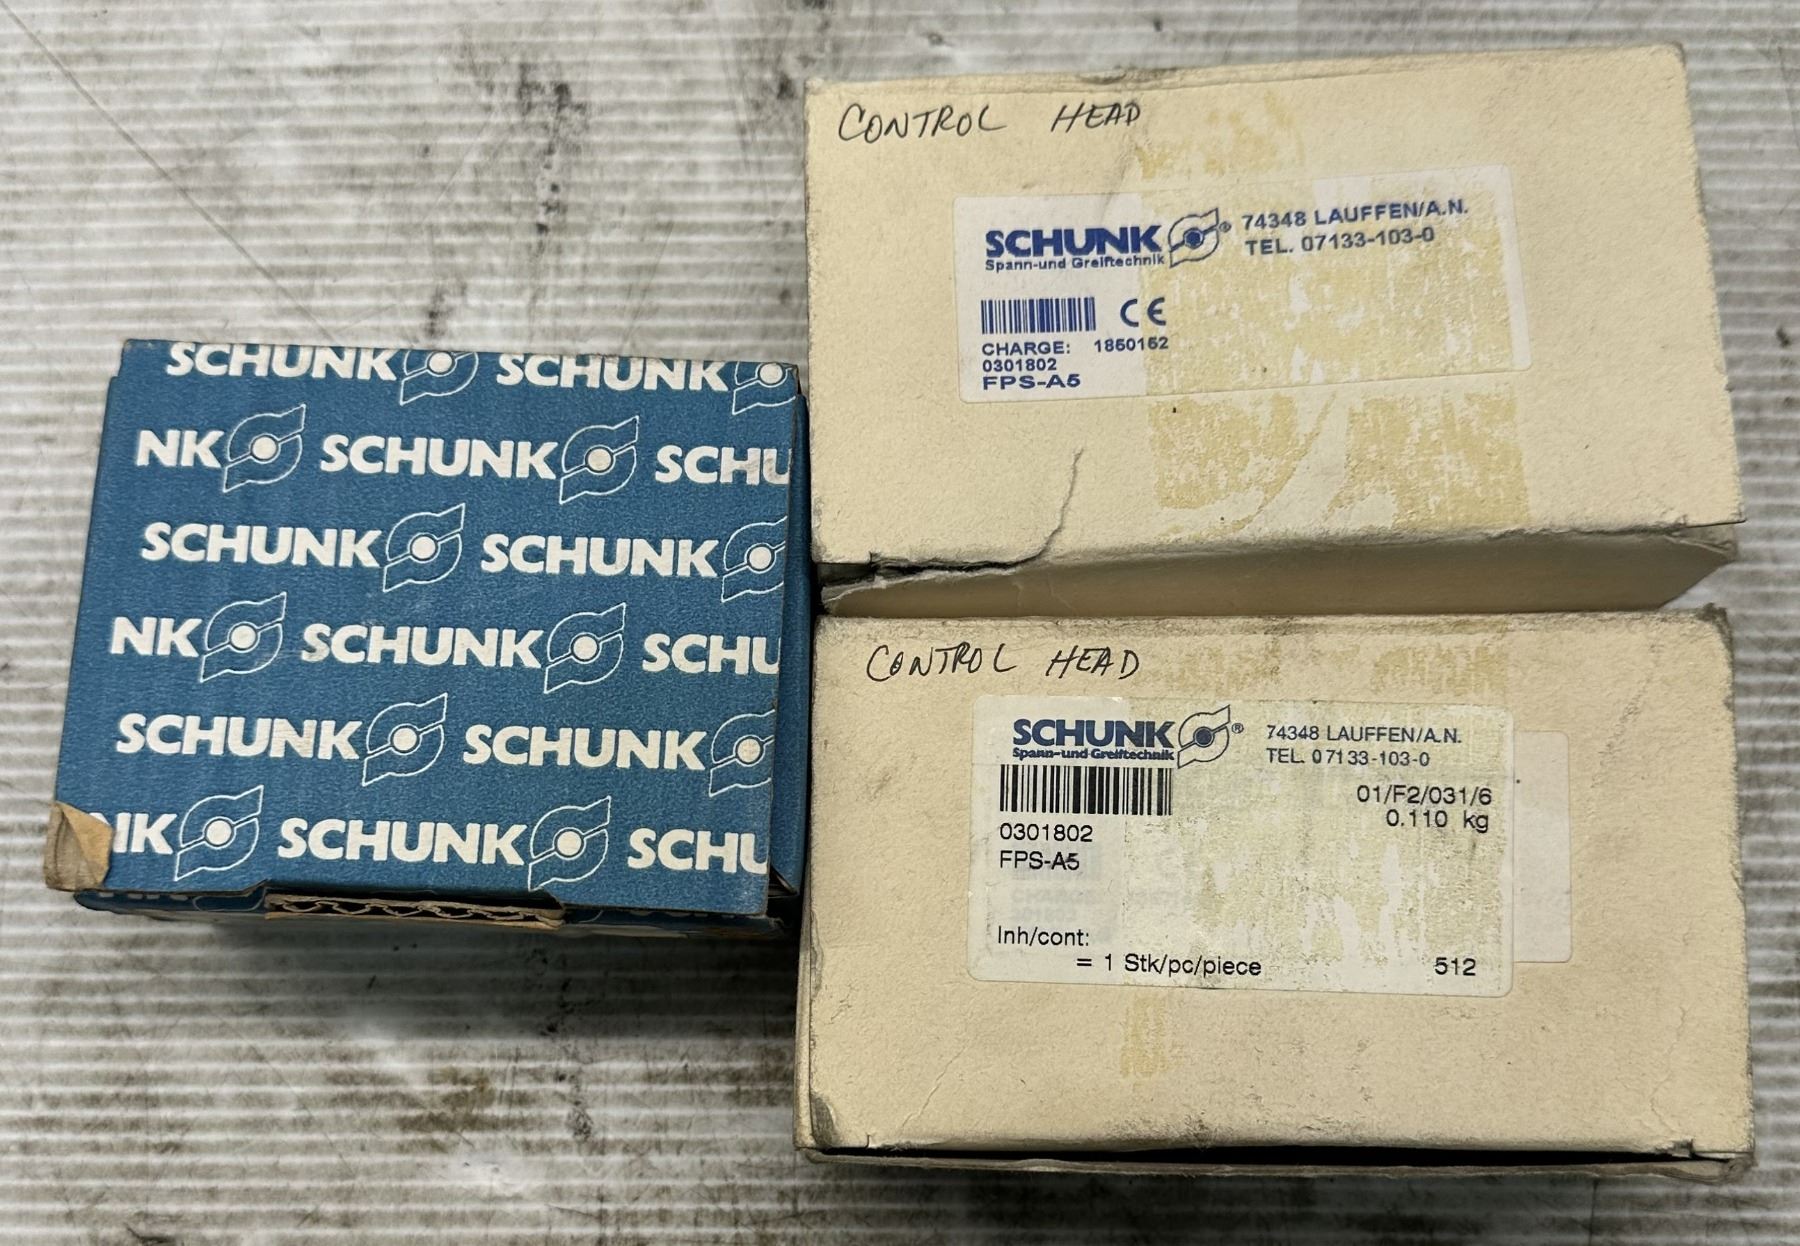 SCHUNK SCHUNK
NK SCHUNK SCHU
SCHUNK SCHUNK
NK SCHUNK SCHU
SCHUNK SCHUNK
NK SCHUNK SCHU
CONTROL HEAD
SCHUNK ® 74348 LAUFFEN/A.N.
Spann-und Greiftechnik TEL. 07133-103-0
CE
CHARGE: 1850152
0301802
FPS-A5
CONTROL HEAD
SCHUNK ® 74348 LAUFFEN/A.N.
Spann-und-Greiftechnik TEL. 07133-103-0
01/F2/031/6
0.110 kg
0301802
FPS-A5
Inh/cont:
= 1 Stk/pc/piece 512